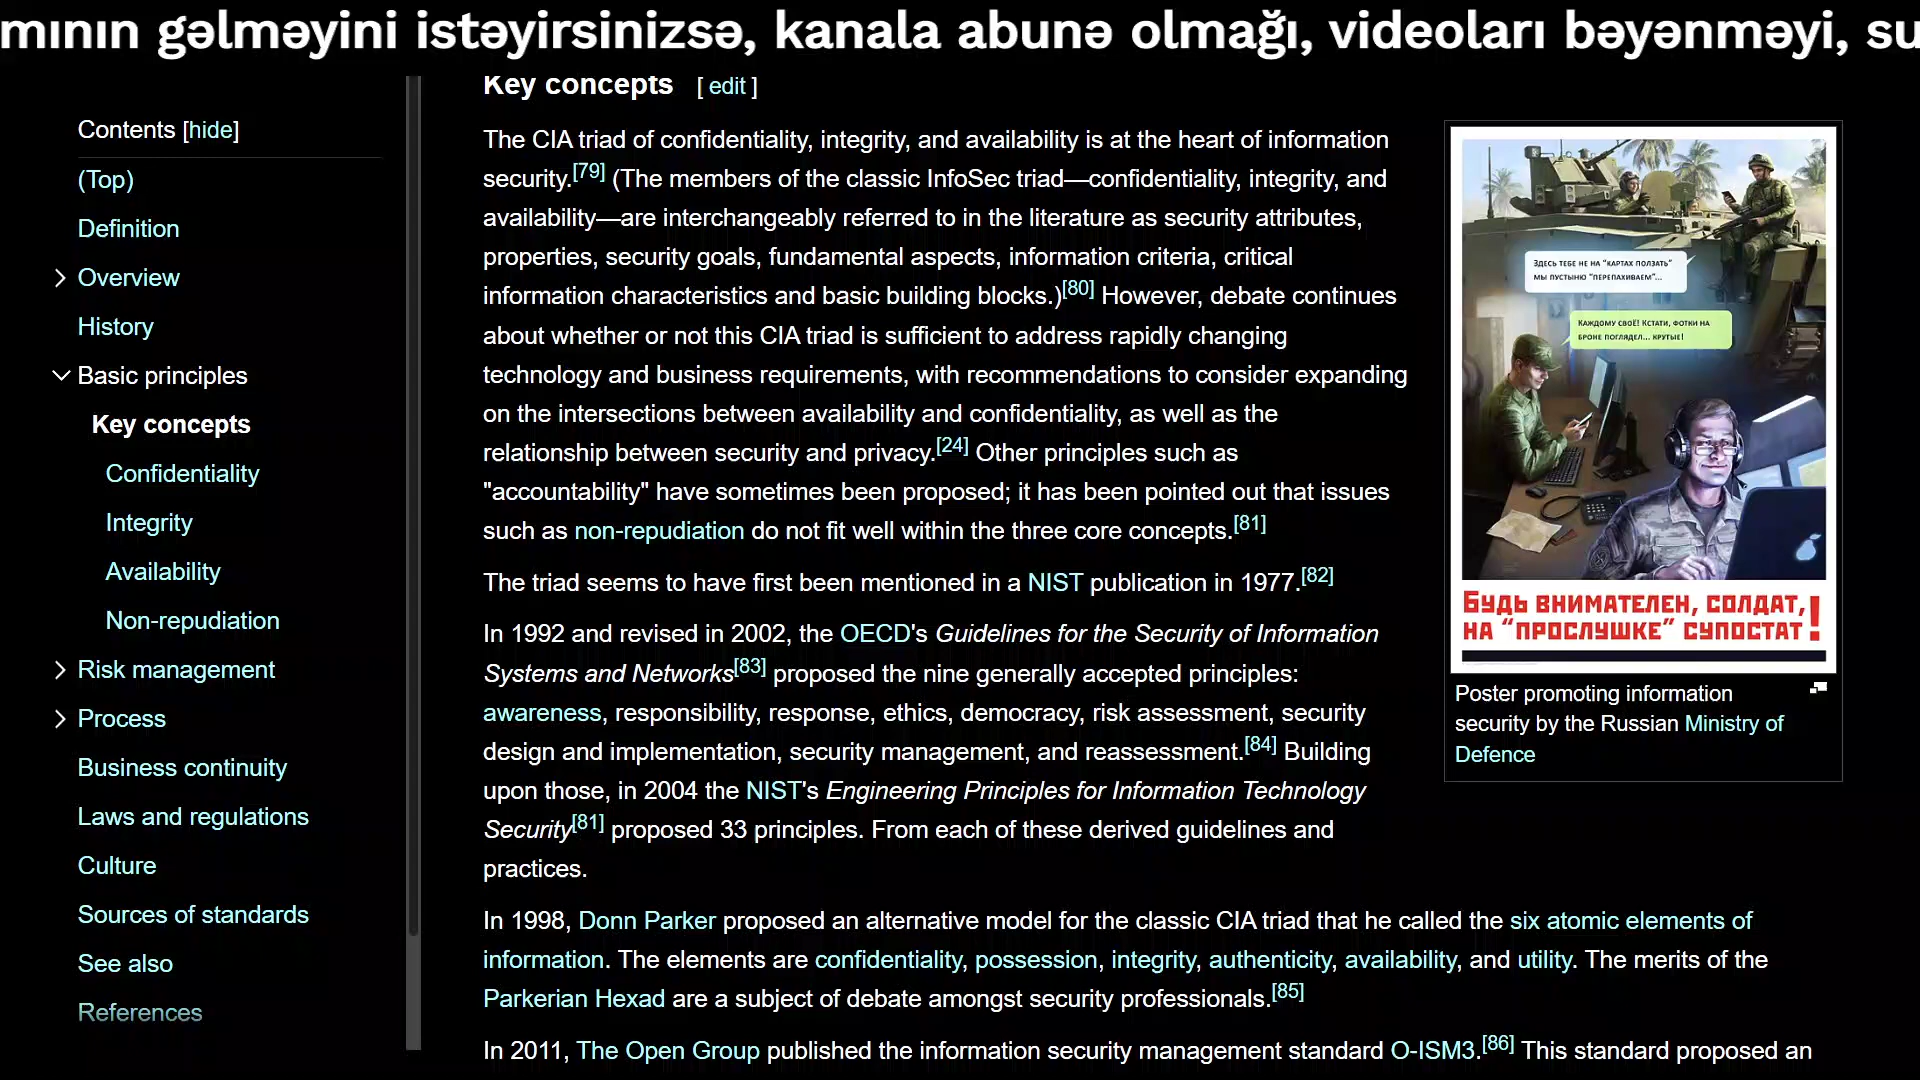 mının gəlməyini istəyirsinizsə, kanala abunə olmağı, videoları bəyənməyi, su
Contents [hide]
(Top)
Definition
Overview
History
Basic principles
Key concepts
Confidentiality
Integrity
Availability
Non-repudiation
Risk management
Process
Business continuity
Laws and regulations
Culture
Sources of standards
See also
References
Key concepts [ edit ]
The CIA triad of confidentiality, integrity, and availability is at the heart of information
security.[79] (The members of the classic InfoSec triad—confidentiality, integrity, and
availability—are interchangeably referred to in the literature as security attributes,
properties, security goals, fundamental aspects, information criteria, critical
information characteristics and basic building blocks.)[80] However, debate continues
about whether or not this CIA triad is sufficient to address rapidly changing
technology and business requirements, with recommendations to consider expanding
on the intersections between availability and confidentiality, as well as the
relationship between security and privacy.[24] Other principles such as
"accountability" have sometimes been proposed; it has been pointed out that issues
such as non-repudiation do not fit well within the three core concepts.[81]
The triad seems to have first been mentioned in a NIST publication in 1977.[82]
In 1992 and revised in 2002, the OECD's Guidelines for the Security of Information
Systems and Networks[83] proposed the nine generally accepted principles:
awareness, responsibility, response, ethics, democracy, risk assessment, security
design and implementation, security management, and reassessment.[84] Building
upon those, in 2004 the NIST's Engineering Principles for Information Technology
Security[81] proposed 33 principles. From each of these derived guidelines and
practices.
In 1998, Donn Parker proposed an alternative model for the classic CIA triad that he called the six atomic elements of
information. The elements are confidentiality, possession, integrity, authenticity, availability, and utility. The merits of the
Parkerian Hexad are a subject of debate amongst security professionals.[85]
In 2011, The Open Group published the information security management standard O-ISM3.[86] This standard proposed an
ЗДЕСЬ ТЕБЕ НЕ НА "КАРТАХ ПОЛЗАТЬ"
МЫ ПУСТЫНЮ "ПЕРЕПАХИВАЕМ"...
КАЖДОМУ СВОЁ! КСТАТИ, ФОТКИ НА
БРОНЕ ПОГЛЯДЕЛ... КРУТЫЕ!
БУДЬ ВНИМАТЕЛЕН, СОЛДАТ,
НА "ПРОСЛУШКЕ" СУПОСТАТ!
Poster promoting information
security by the Russian Ministry of
Defence